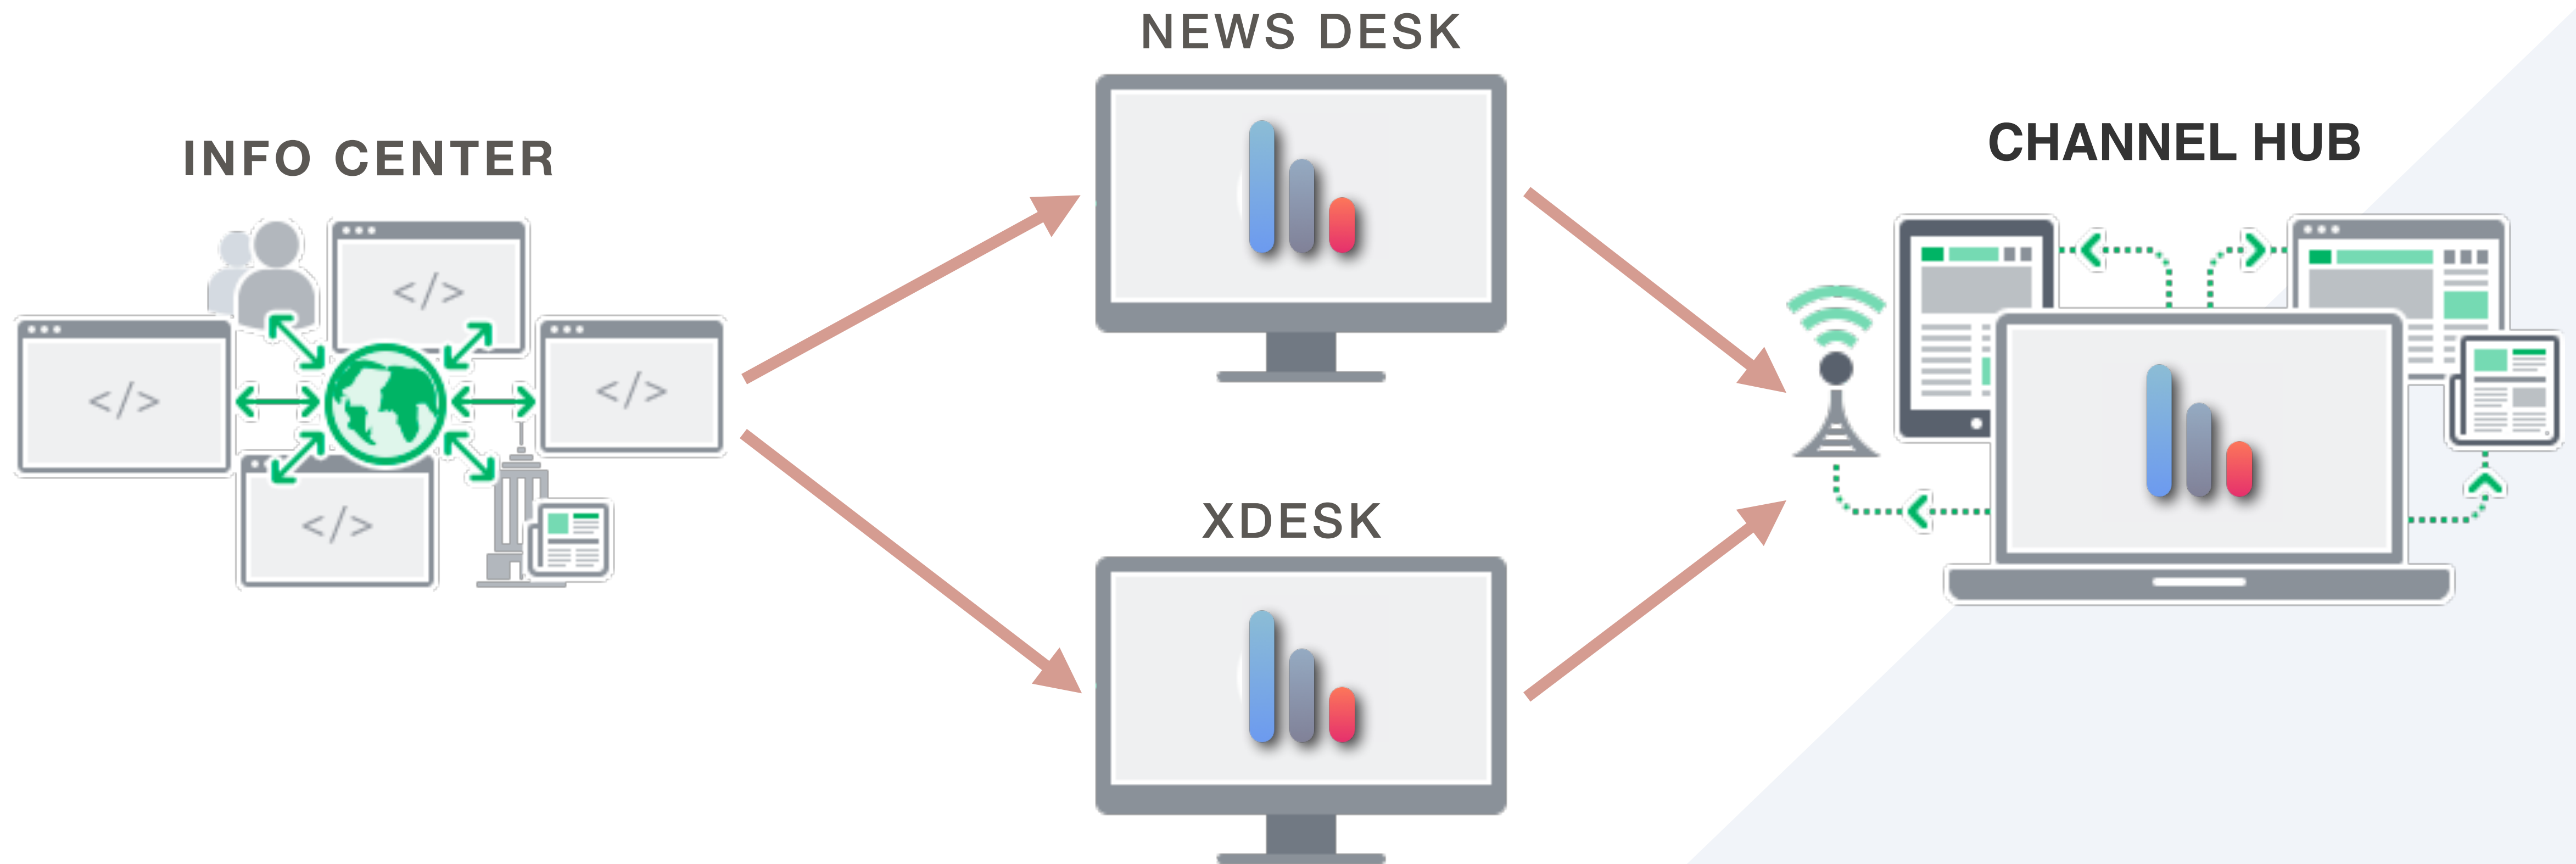 NEWS DESK
INFO CENTER
CHANNEL HUB
</>
</>
</>
</>
XDESK